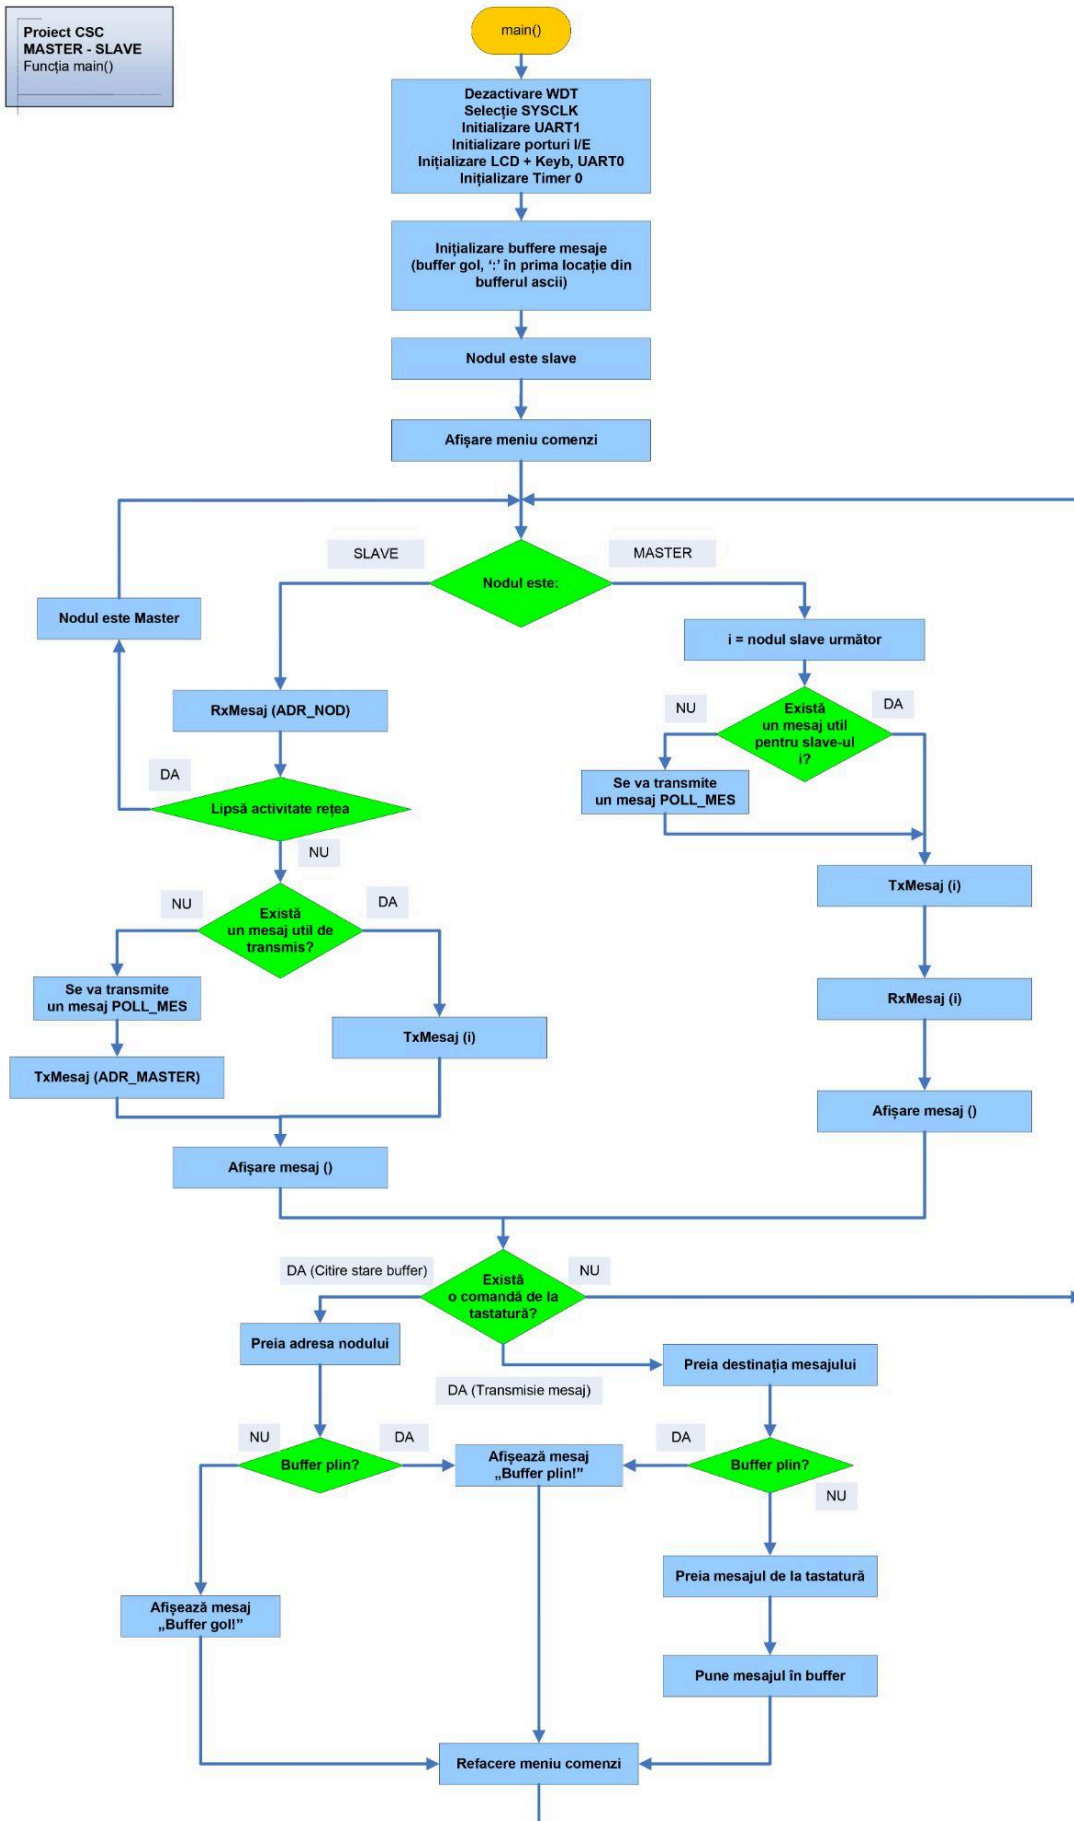 Proiect CSC
MASTER - SLAVE
Funcția main()
main()
Dezactivare WDT
Selecție SYSCLK
Initializare UART1
Initializare porturi I/E
Inițializare LCD + Keyb, UART0
Inițializare Timer 0
Inițializare buffere mesaje
(buffer gol, ‘:’ în prima locație din
bufferul ascii)
Nodul este slave
Afișare meniu comenzi
SLAVE
MASTER
Nodul este:
Nodul este Master
i = nodul slave următor
RxMesaj (ADR_NOD)
NU
DA
Există
un mesaj util
pentru slave-ul
i?
DA
Se va transmite
un mesaj POLL_MES
Lipsă activitate rețea
NU
TxMesaj (i)
NU
DA
Există
un mesaj util de
transmis?
Se va transmite
un mesaj POLL_MES
RxMesaj (i)
TxMesaj (i)
TxMesaj (ADR_MASTER)
Afișare mesaj ()
Afișare mesaj ()
DA (Citire stare buffer)
NU
Există
o comandă de la
tastatură?
Preia adresa nodului
Preia destinația mesajului
DA (Transmisie mesaj)
NU
DA
DA
Buffer plin?
Afișează mesaj
„Buffer plin!”
Buffer plin?
NU
Preia mesajul de la tastatură
Afișează mesaj
„Buffer gol!”
Pune mesajul în buffer
Refacere meniu comenzi